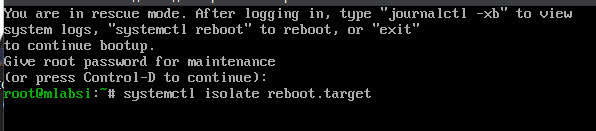 You are in rescue mode. After logging in, type "journalctl -xb" to view
system logs, "systemctl reboot" to reboot, or "exit"
to continue bootup.
Give root password for maintenance
(or press Control-D to continue):
root@mlabsi:~# systemctl isolate reboot.target